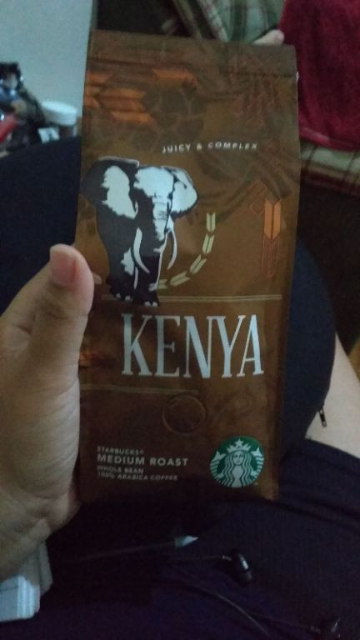 JUICY & COMPLEX
KENYA
STARBUCKS®
MEDIUM ROAST
WHOLE BEAN
100% ARABICA COFFEE